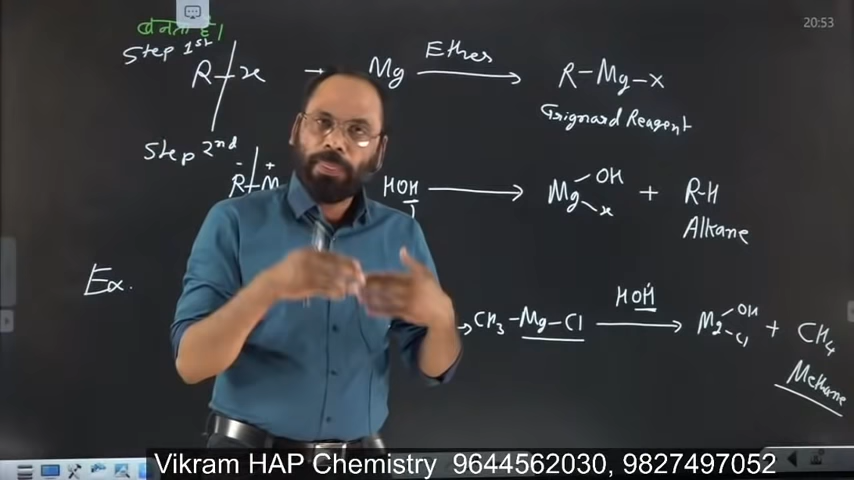 बनता है।
20:53
Step 1st
R-x → Mg Ether → R-Mg-x
Grignard Reagent
Step 2nd
R-M HOH → Mg OH x + R-H
Alkane
Ex.
→ CH3-Mg-Cl HOH → Mg OH Cl + CH4
Methane
Vikram HAP Chemistry 9644562030, 9827497052